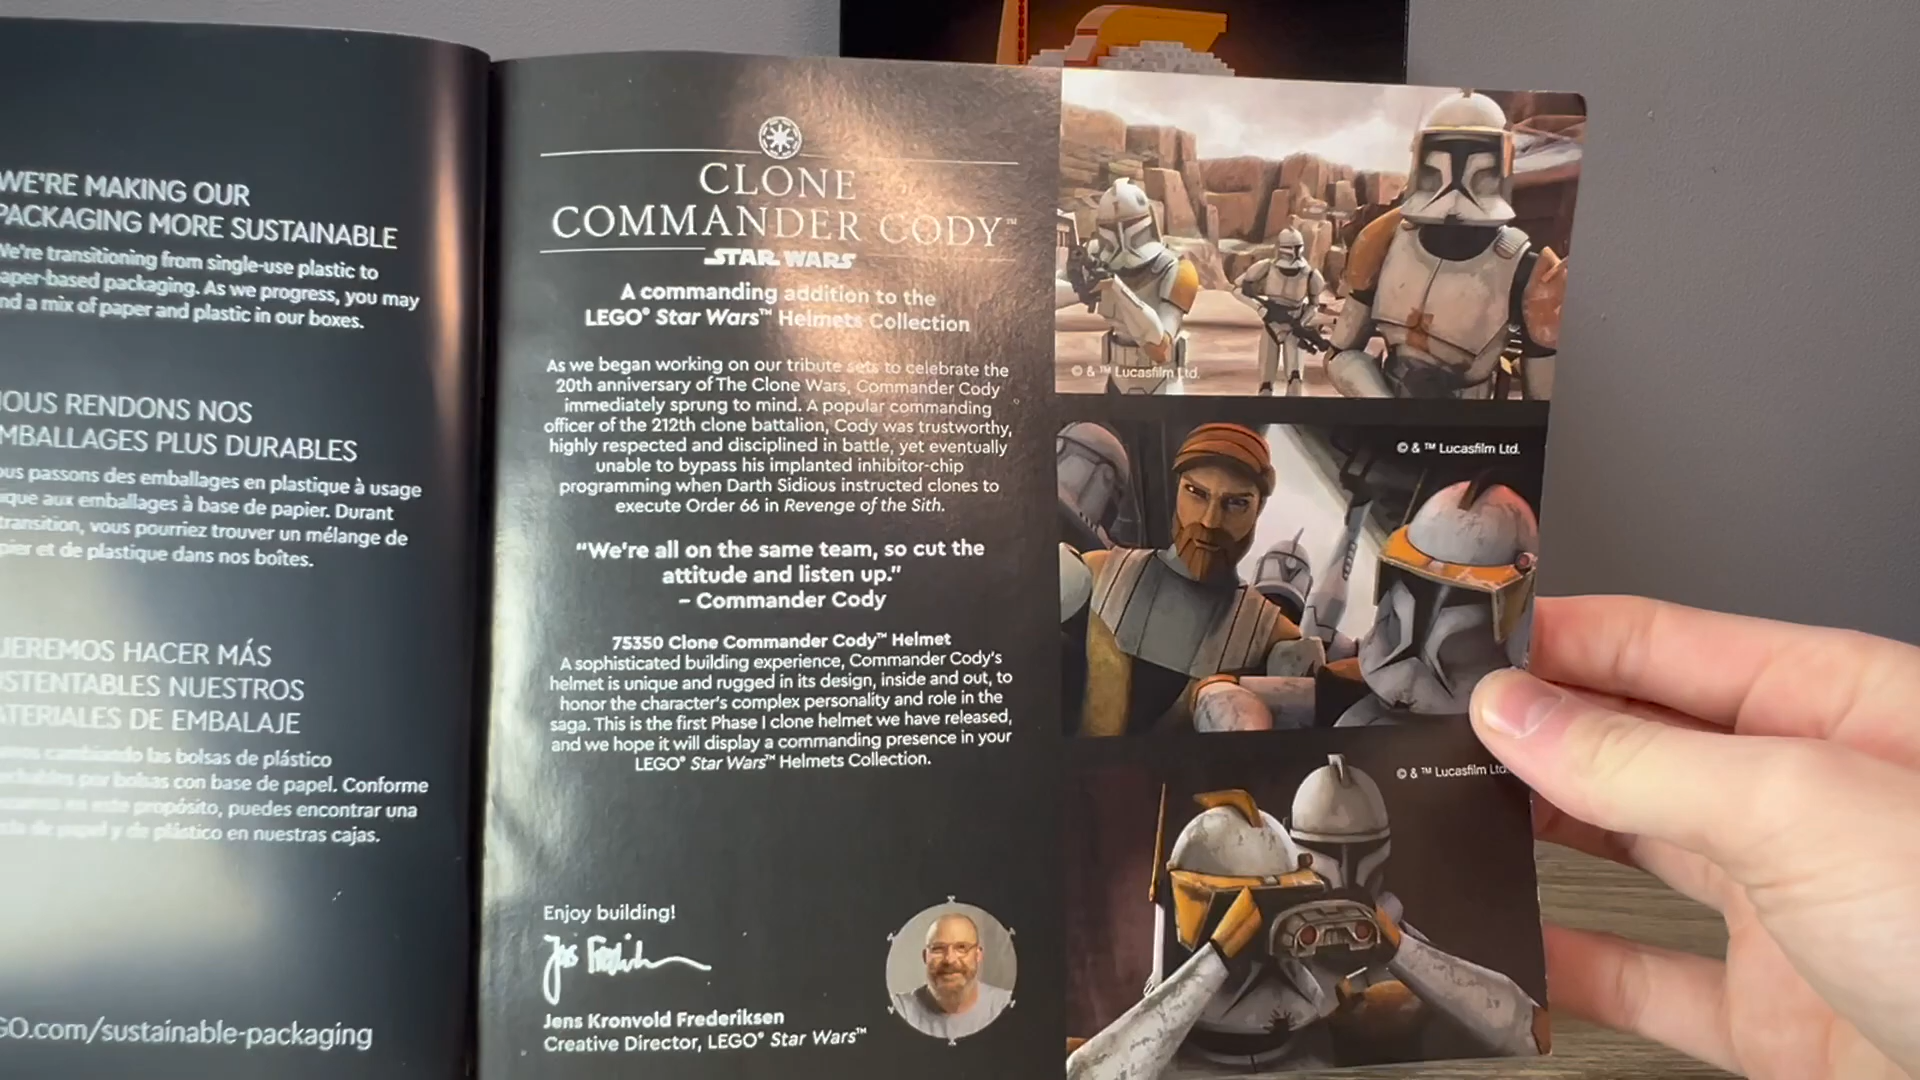 WE'RE MAKING OUR
PACKAGING MORE SUSTAINABLE
We're transitioning from single-use plastic to
paper-based packaging. As we progress, you may
find a mix of paper and plastic in our boxes.
NOUS RENDONS NOS
EMBALLAGES PLUS DURABLES
Nous passons des emballages en plastique à usage
unique aux emballages à base de papier. Durant
transition, vous pourriez trouver un mélange de
papier et de plastique dans nos boîtes.
QUEREMOS HACER MÁS
SUSTENTABLES NUESTROS
MATERIALES DE EMBALAJE
cambiando las bolsas de plástico
por bolsas con base de papel. Conforme
en este propósito, puedes encontrar una
de papel y de plástico en nuestras cajas.
GO.com/sustainable-packaging
CLONE
COMMANDER CODY™
STAR WARS
A commanding addition to the
LEGO® Star Wars™ Helmets Collection
As we began working on our tribute sets to celebrate the
20th anniversary of The Clone Wars, Commander Cody
immediately sprung to mind. A popular commanding
officer of the 212th clone battalion, Cody was trustworthy,
highly respected and disciplined in battle, yet eventually
unable to bypass his implanted inhibitor-chip
programming when Darth Sidious instructed clones to
execute Order 66 in Revenge of the Sith.
"We're all on the same team, so cut the
attitude and listen up."
– Commander Cody
75350 Clone Commander Cody™ Helmet
A sophisticated building experience, Commander Cody's
helmet is unique and rugged in its design, inside and out, to
honor the character's complex personality and role in the
saga. This is the first Phase I clone helmet we have released,
and we hope it will display a commanding presence in your
LEGO® Star Wars™ Helmets Collection.
Enjoy building!
Jens Kronvold Frederiksen
Creative Director, LEGO® Star Wars™
© & ™ Lucasfilm Ltd.
© & ™ Lucasfilm Ltd.
© & ™ Lucasfilm Ltd.